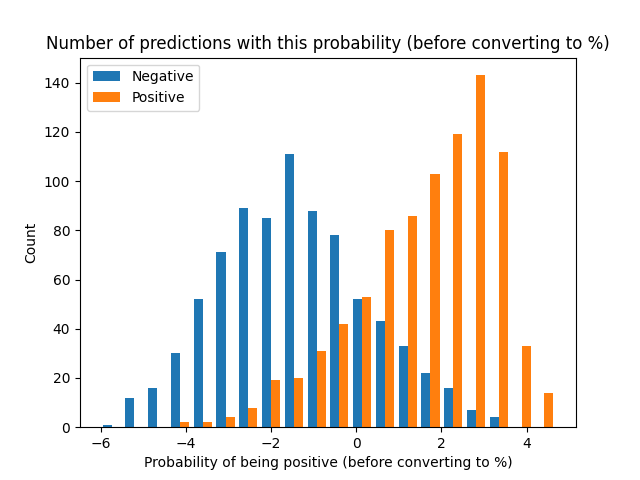 Number of predictions with this probability (before converting to %)
Negative
Positive
140
120
100
80
60
40
20
0
Count
−6
−4
−2
0
2
4
Probability of being positive (before converting to %)